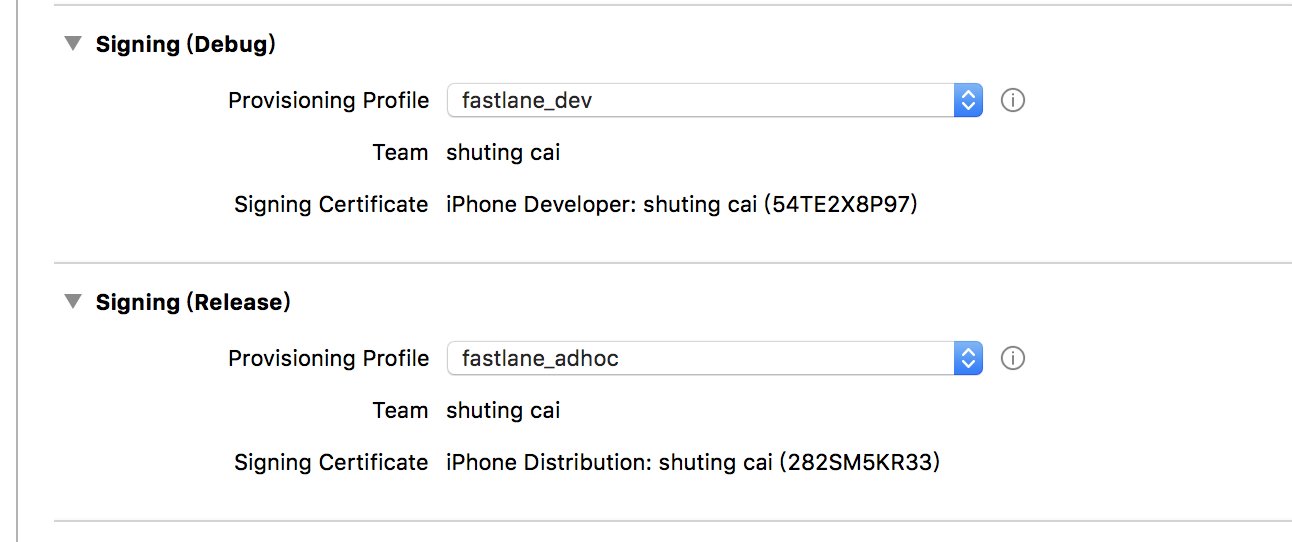 Signing (Debug)
Provisioning Profile fastlane_dev
Team shuting cai
Signing Certificate iPhone Developer: shuting cai (54TE2X8P97)
Signing (Release)
Provisioning Profile fastlane_adhoc
Team shuting cai
Signing Certificate iPhone Distribution: shuting cai (282SM5KR33)